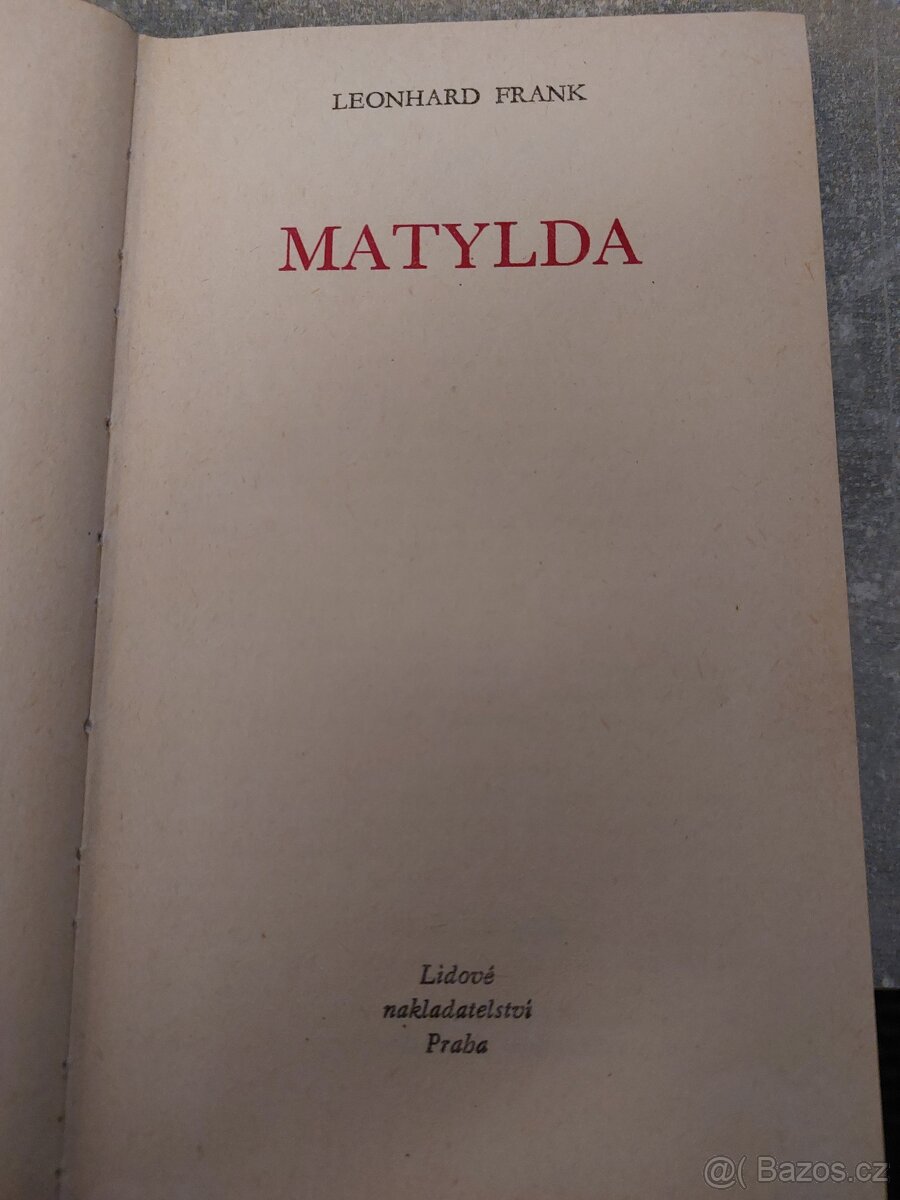 LEONHARD FRANK
MATYLDA
Lidové
nakladatelství
Praha
@( Bazos.cz